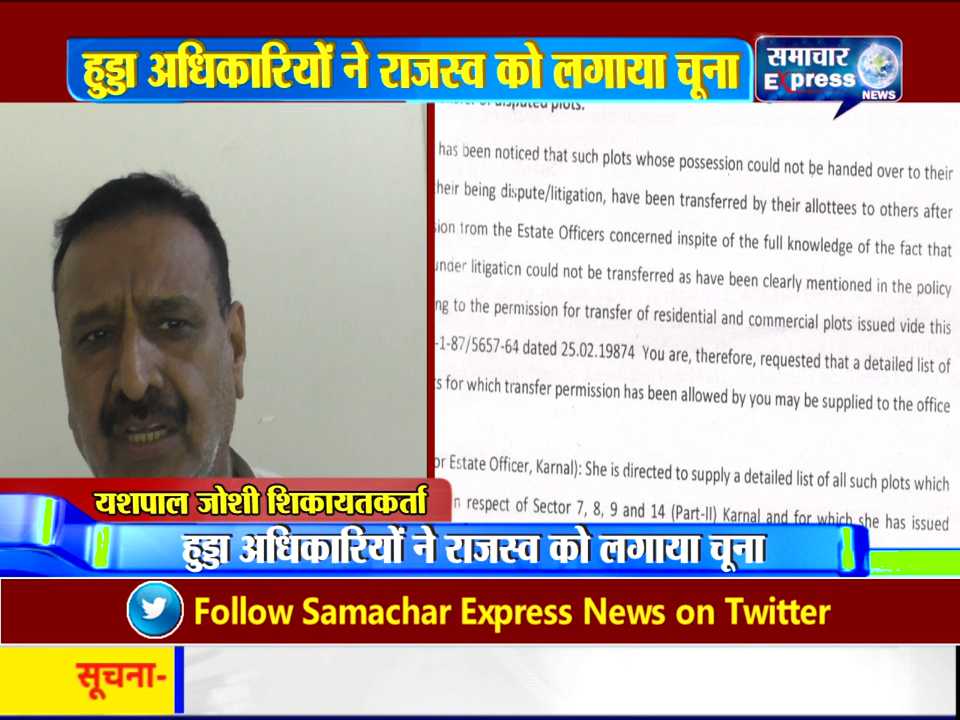 हुड्डा अधिकारियों ने राजस्व को लगाया चूना
समाचार
Express
NEWS
of disputed plots.
has been noticed that such plots whose possession could not be handed over to their
their being dispute/litigation, have been transferred by their allottees to others after
sion from the Estate Officers concerned inspite of the full knowledge of the fact that
under litigation could not be transferred as have been clearly mentioned in the policy
ng to the permission for transfer of residential and commercial plots issued vide this
-1-87/5657-64 dated 25.02.19874 You are, therefore, requested that a detailed list of
s for which transfer permission has been allowed by you may be supplied to the office
or Estate Officer, Karnal): She is directed to supply a detailed list of all such plots which
n respect of Sector 7, 8, 9 and 14 (Part-II) Karnal and for which she has issued
यशपाल जोशी शिकायतकर्ता
हुड्डा अधिकारियों ने राजस्व को लगाया चूना
Follow Samachar Express News on Twitter
सूचना-